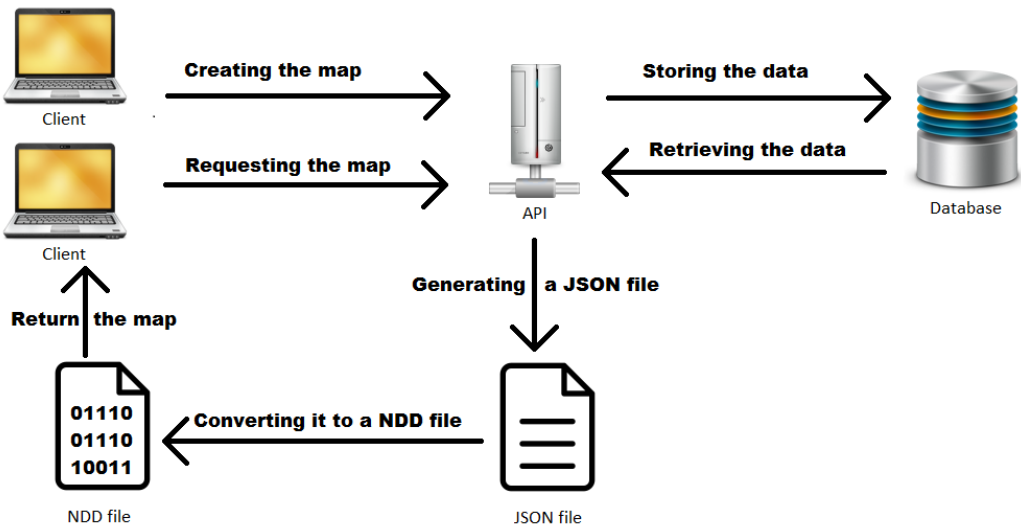 Creating the map
Storing the data
Client
Requesting the map
Retrieving the data
API
Database
Client
Generating a JSON file
Return the map
01110
01110
10011
Converting it to a NDD file
NDD file
JSON file